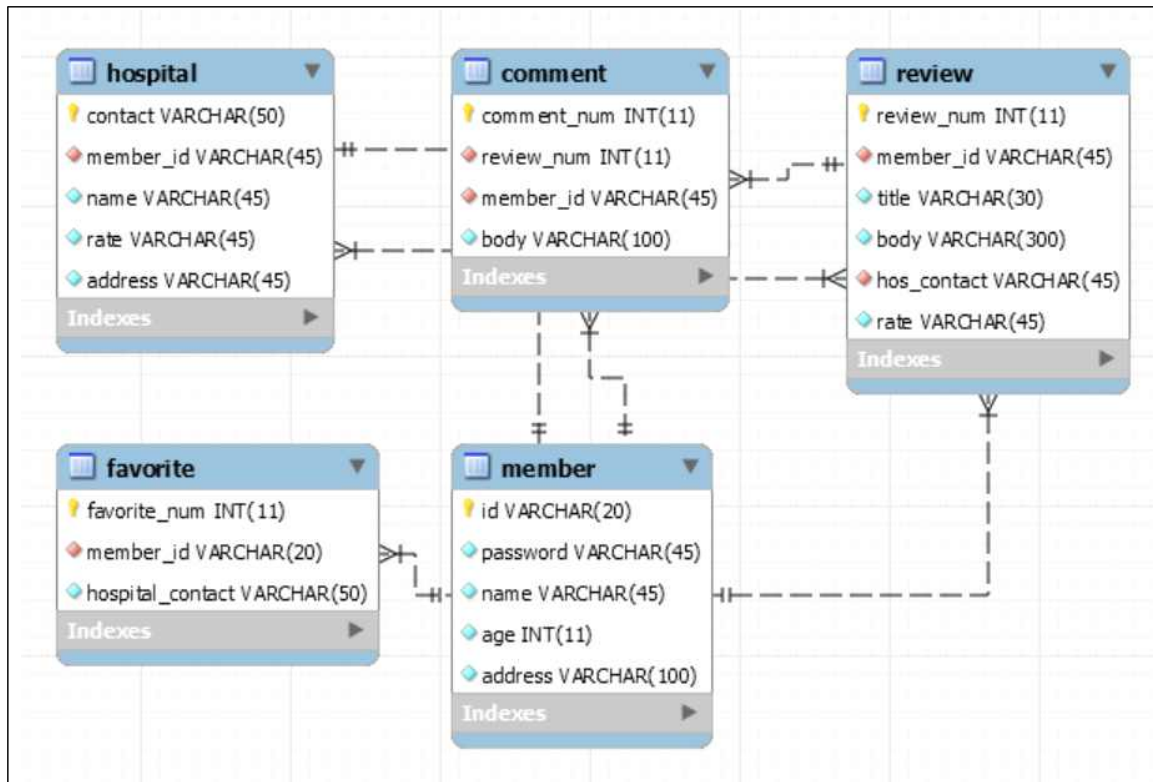 hospital
contact VARCHAR(50)
member_id VARCHAR(45)
name VARCHAR(45)
rate VARCHAR(45)
address VARCHAR(45)
Indexes
comment
comment_num INT(11)
review_num INT(11)
member_id VARCHAR(45)
body VARCHAR(100)
Indexes
review
review_num INT(11)
member_id VARCHAR(45)
title VARCHAR(30)
body VARCHAR(300)
hos_contact VARCHAR(45)
rate VARCHAR(45)
Indexes
favorite
favorite_num INT(11)
member_id VARCHAR(20)
hospital_contact VARCHAR(50)
Indexes
member
id VARCHAR(20)
password VARCHAR(45)
name VARCHAR(45)
age INT(11)
address VARCHAR(100)
Indexes